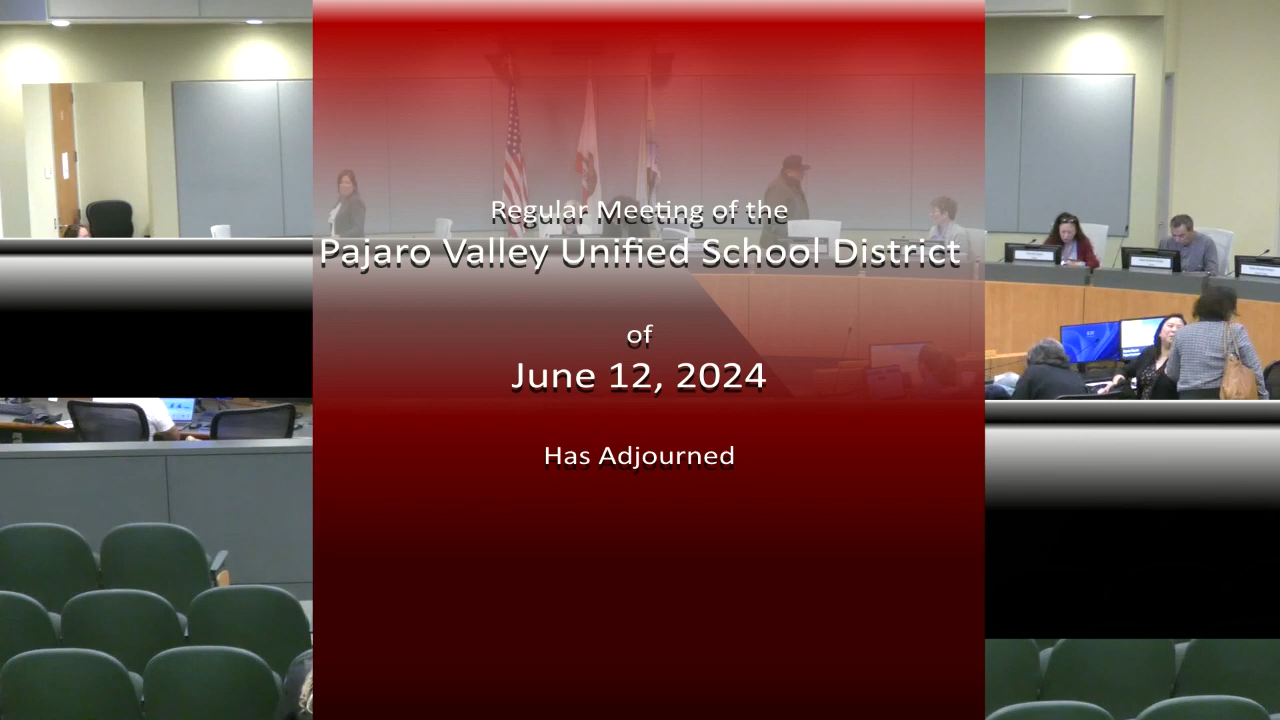 Regular Meeting of the
Pajaro Valley Unified School District
of
June 12, 2024
Has Adjourned